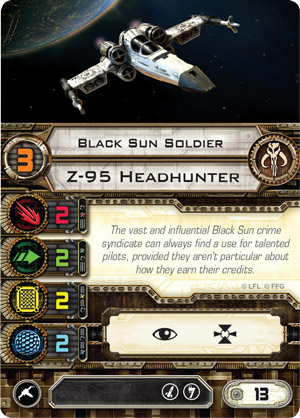 Black Sun Soldier
3
Z-95 Headhunter
2
2
2
2
The vast and influential Black Sun crime
syndicate can always find a use for talented
pilots, provided they aren't particular about
how they earn their credits.
© LFL © FFG
13